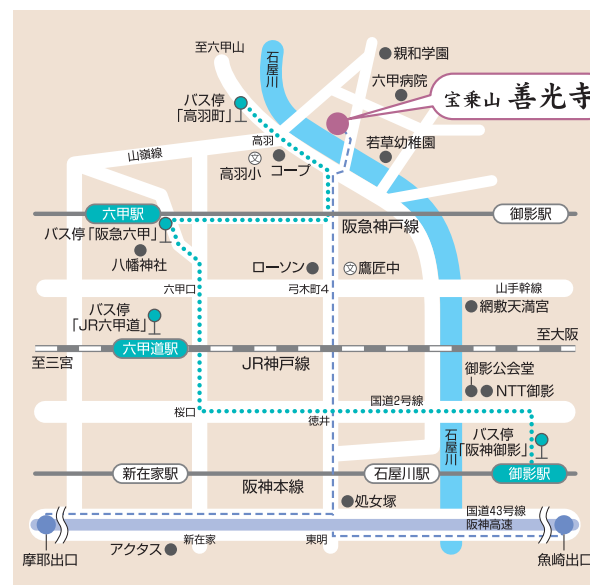 至六甲山
石屋川
親和学園
六甲病院
バス停
「高羽町」
宝乗山 善光寺
高羽
若草幼稚園
山嶺線
文
高羽小
コープ
六甲駅
バス停「阪急六甲」
阪急神戸線
御影駅
八幡神社
ローソン
文 鷹匠中
六甲口
弓木町4
山手幹線
バス停
「JR六甲道」
網敷天満宮
至大阪
六甲道駅
至三宮
JR神戸線
御影公会堂
NTT御影
国道2号線
桜口
徳井
石屋川
バス停
「阪神御影」
新在家駅
阪神本線
石屋川駅
御影駅
処女塚
国道43号線
阪神高速
摩耶出口
アクタス
新在家
東明
魚崎出口